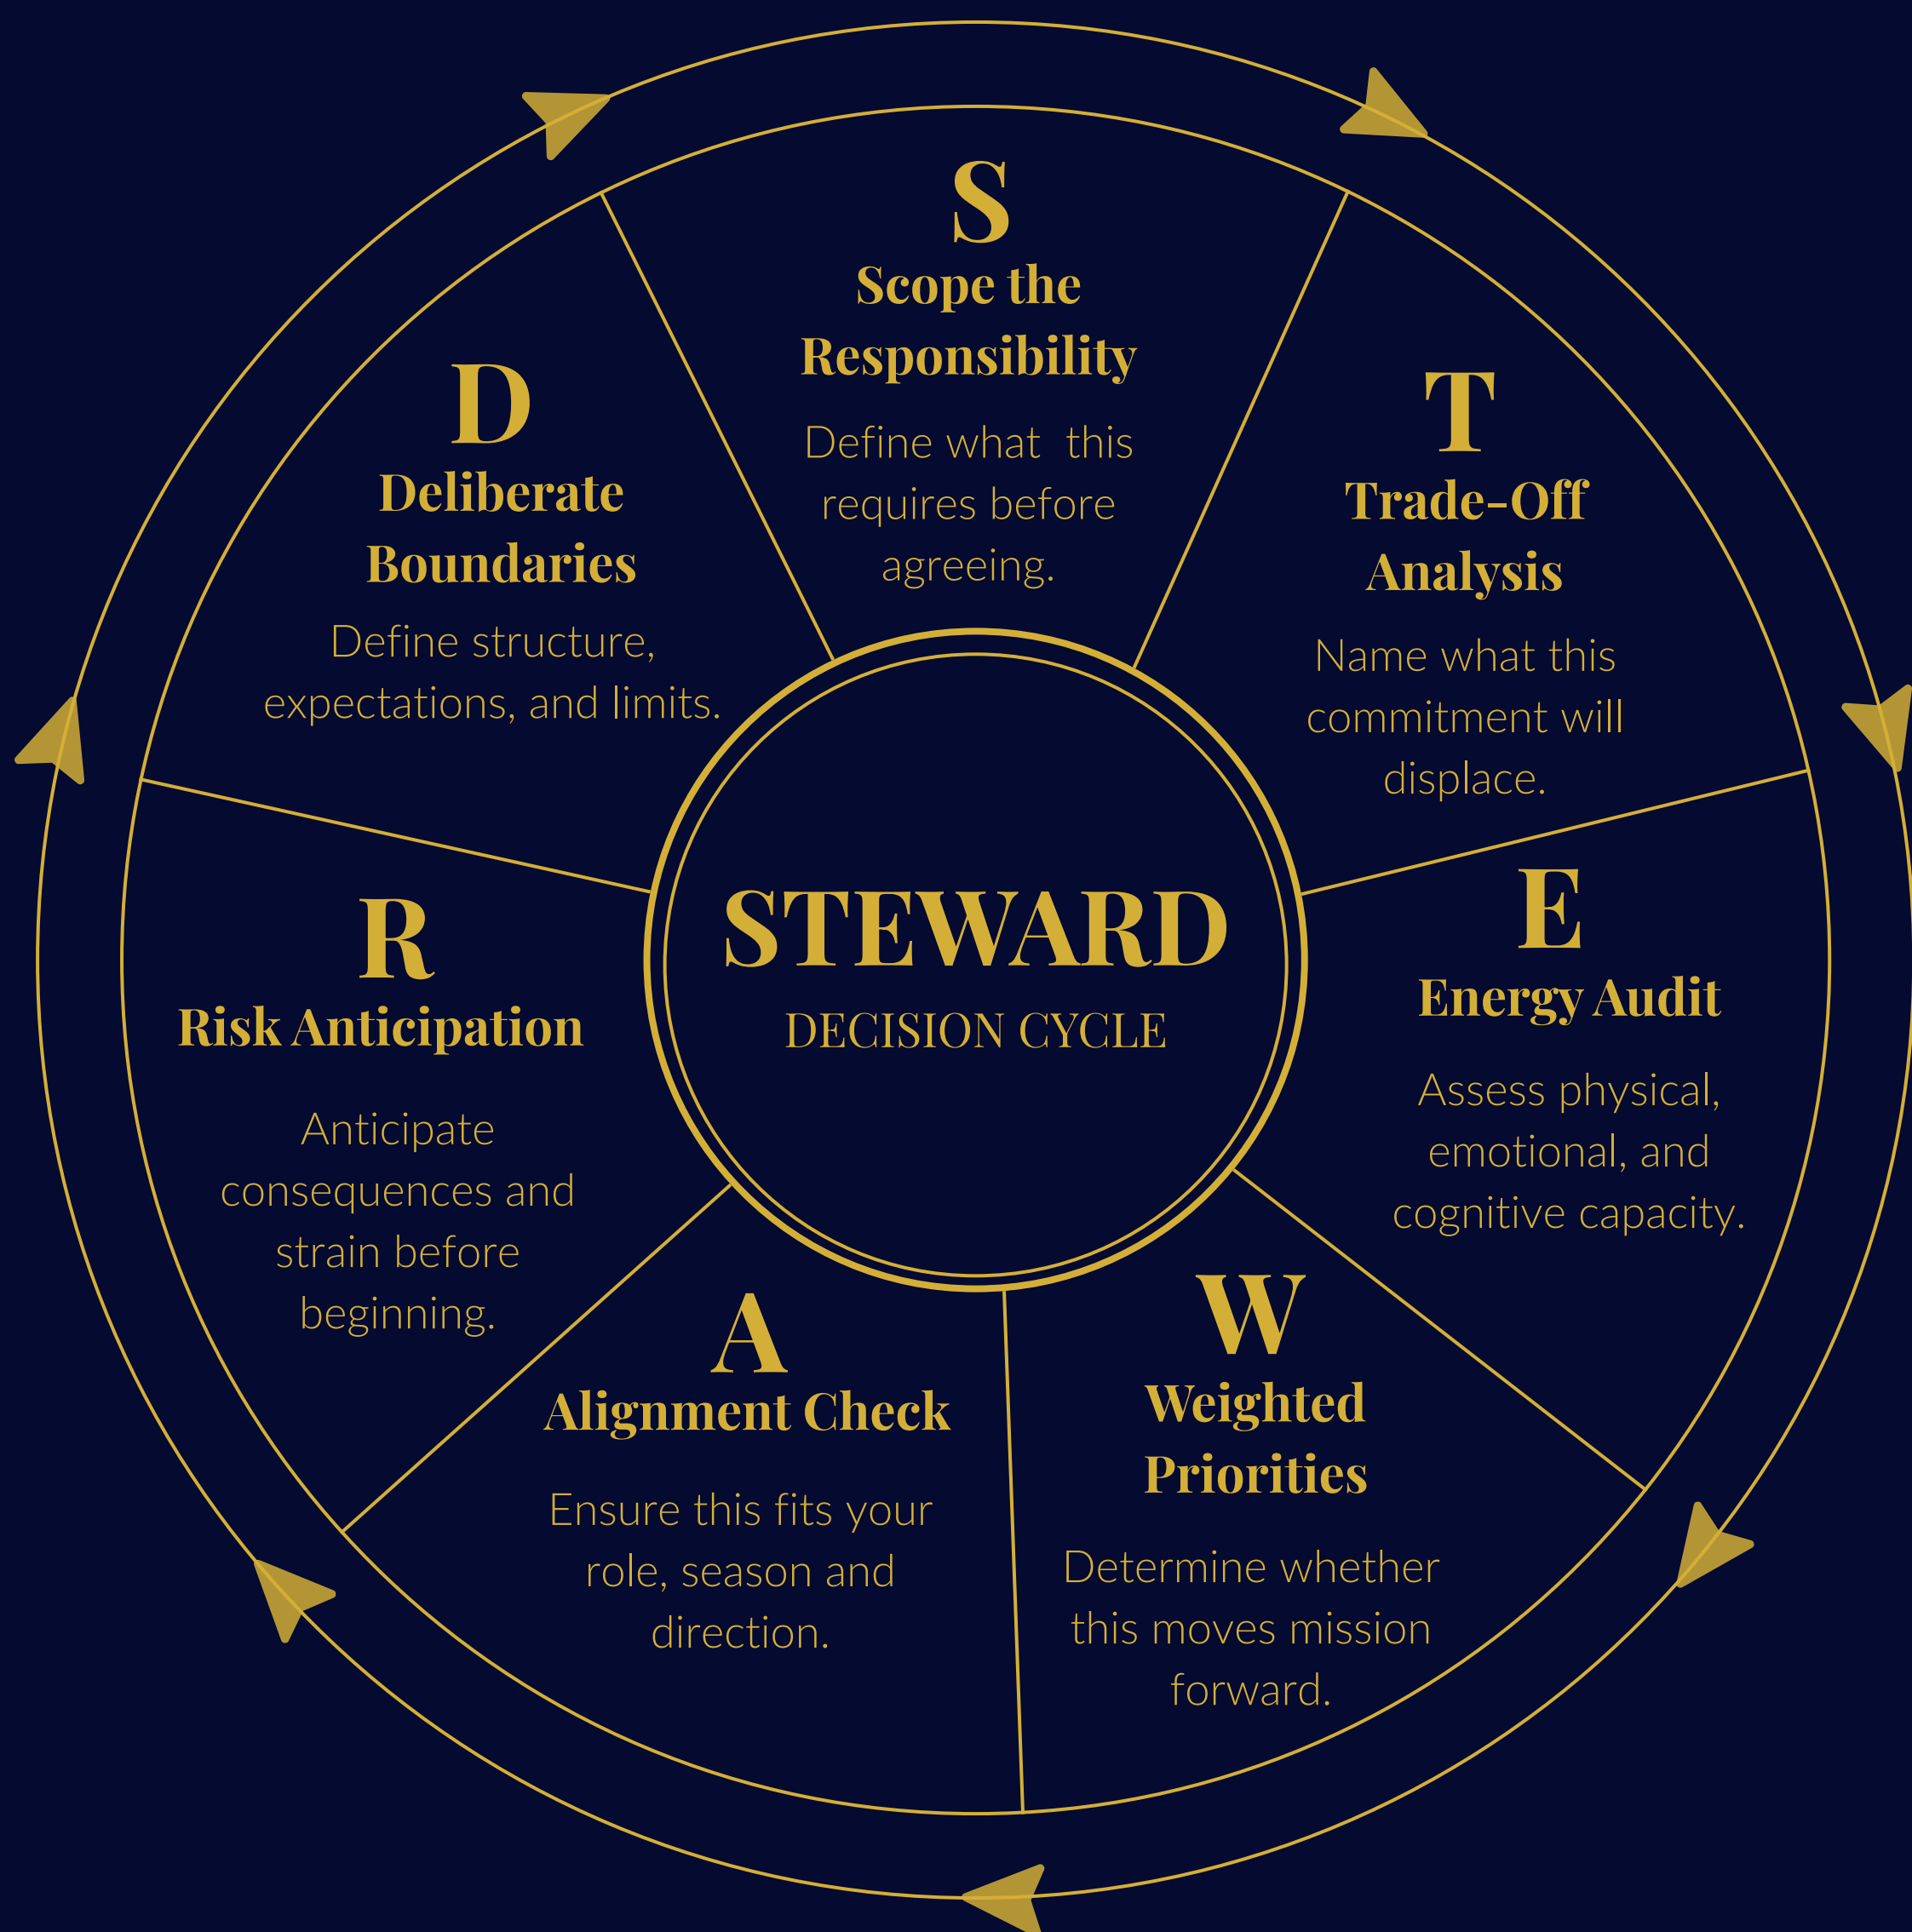 STEWARD
DECISION CYCLE
S
Scope the
Responsibility
Define what  this
requires before
agreeing.
T
Trade-Off
Analysis
Name what this
commitment will
displace.
E
Energy Audit
Assess physical,
emotional, and
cognitive capacity.
W
Weighted
Priorities
Determine whether
this moves mission
forward.
A
Alignment Check
Ensure this fits your
role, season and
direction.
R
Risk Anticipation
Anticipate
consequences and
strain before
beginning.
D
Deliberate
Boundaries
Define structure,
expectations, and limits.